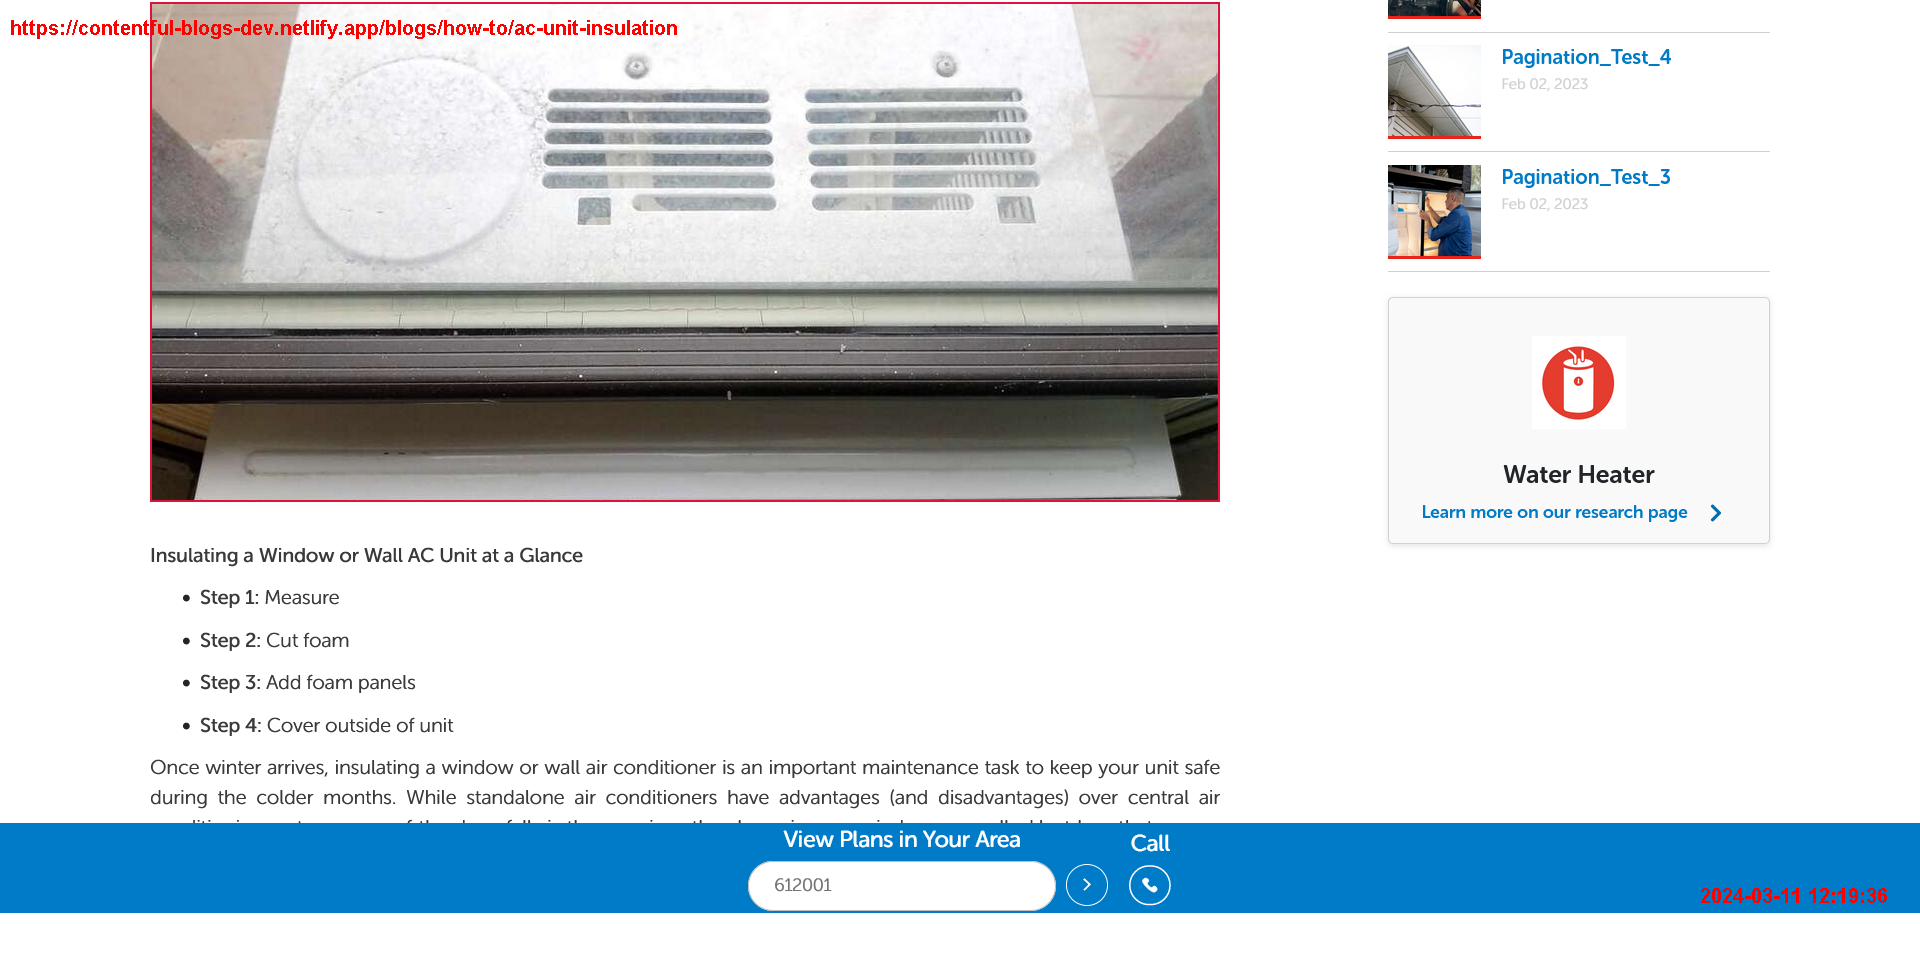 https://contentful-blogs-dev.netlify.app/blogs/how-to/ac-unit-insulation
Pagination_Test_4
Feb 02, 2023
Pagination_Test_3
Feb 02, 2023
Water Heater
Learn more on our research page
Insulating a Window or Wall AC Unit at a Glance
Step 1: Measure
Step 2: Cut foam
Step 3: Add foam panels
Step 4: Cover outside of unit
Once winter arrives, insulating a window or wall air conditioner is an important maintenance task to keep your unit safe
during the colder months. While standalone air conditioners have advantages (and disadvantages) over central air
View Plans in Your Area
Call
612001
2024-03-11 12:19:36